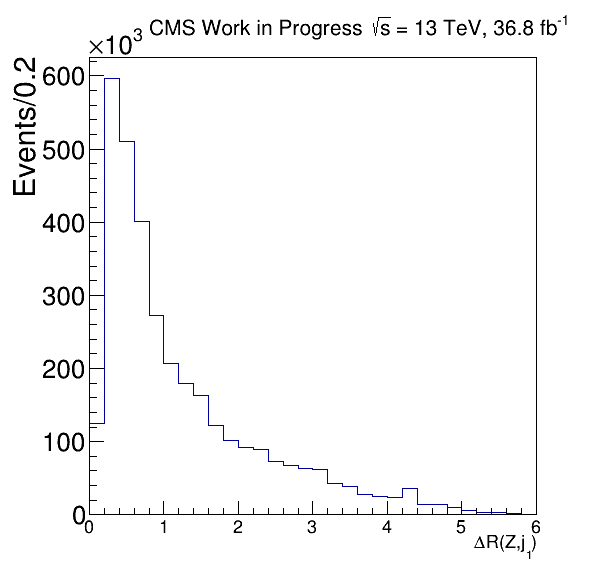 ×10³ CMS Work in Progress √s = 13 TeV, 36.8 fb⁻¹
Events/0.2
600
500
400
300
200
100
0
0 1 2 3 4 5 6
ΔR(Z,j₁)